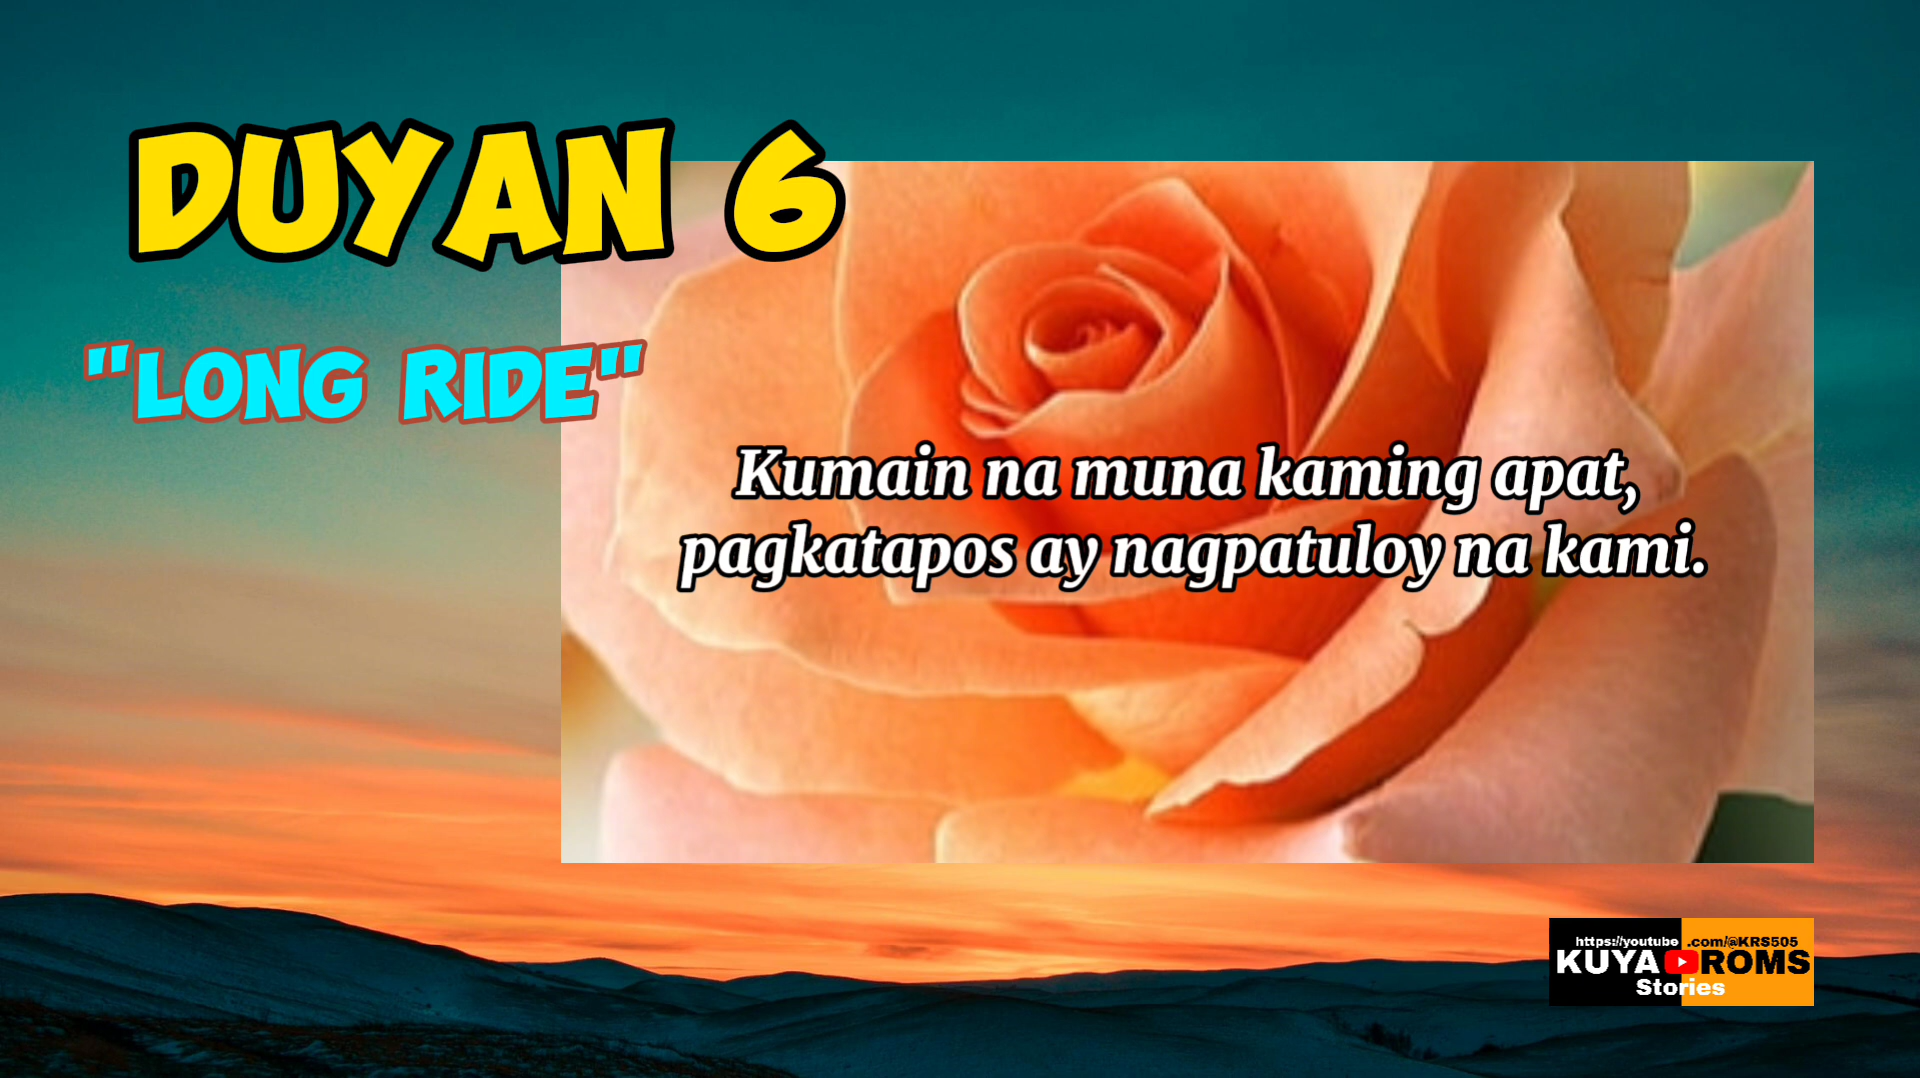 DUYAN 6
"LONG RIDE"
Kumain na muna kaming apat,
pagkatapos ay nagpatuloy na kami.
https://youtube.com/@KRS505
KUYA ROMS
Stories